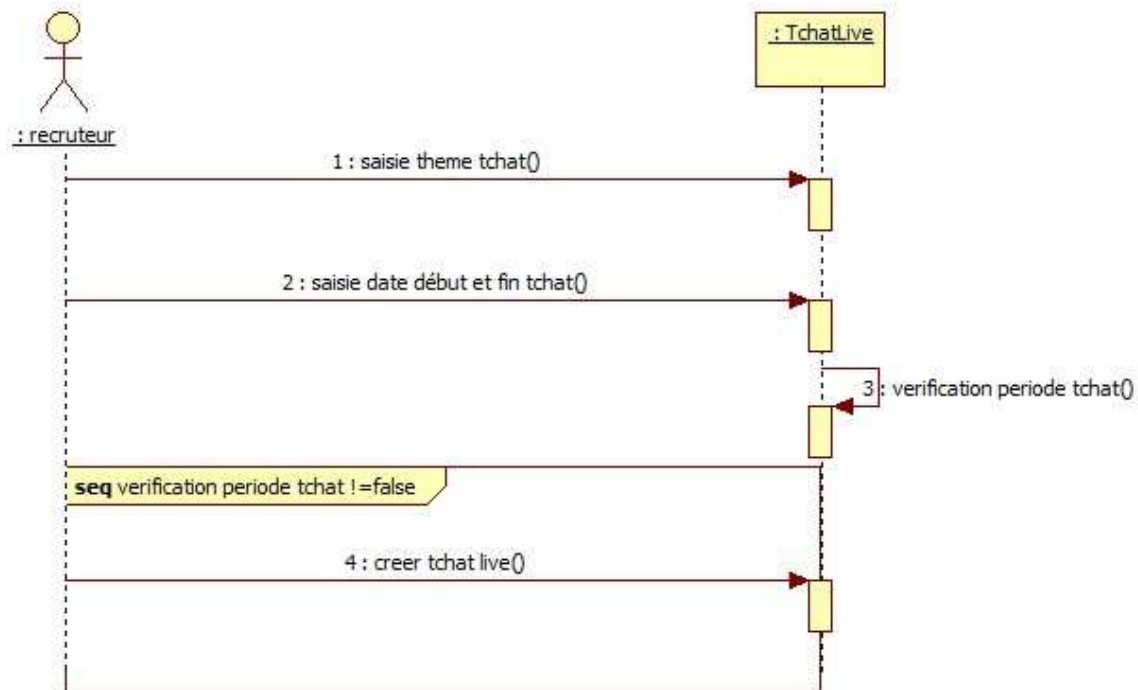 : TchatLive
: recruteur
1 : saisie theme tchat()
2 : saisie date début et fin tchat()
3 : verification periode tchat()
seq verification periode tchat !=false
4 : creer tchat live()